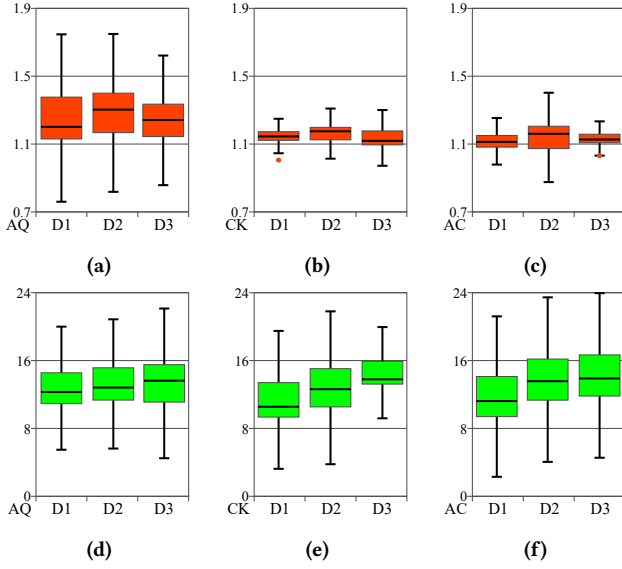 1.9
1.5
1.1
0.7
AQ D1 D2 D3
(a)
1.9
1.5
1.1
0.7
CK D1 D2 D3
(b)
1.9
1.5
1.1
0.7
AC D1 D2 D3
(c)
24
16
8
0
AQ D1 D2 D3
(d)
24
16
8
0
CK D1 D2 D3
(e)
24
16
8
0
AC D1 D2 D3
(f)